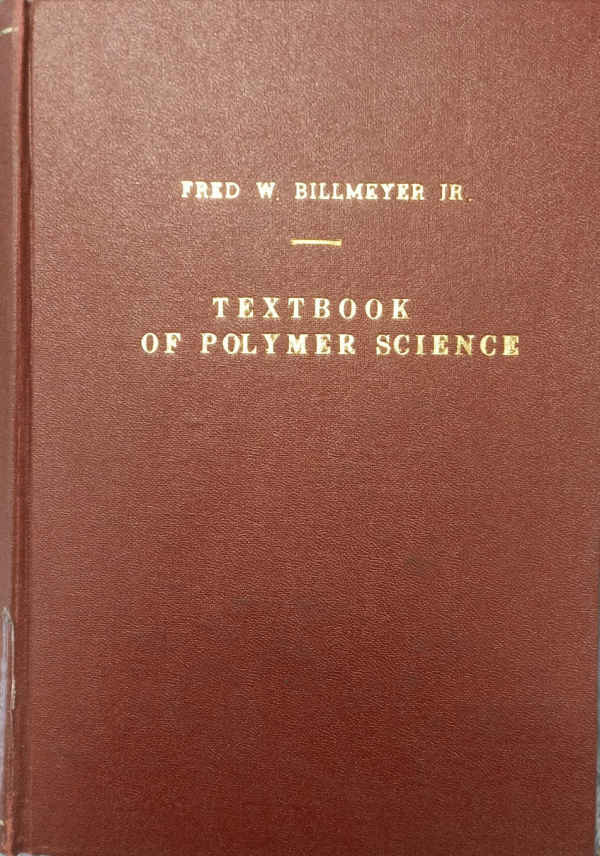 FRED W. BILLMEYER JR.
TEXTBOOK
OF POLYMER SCIENCE